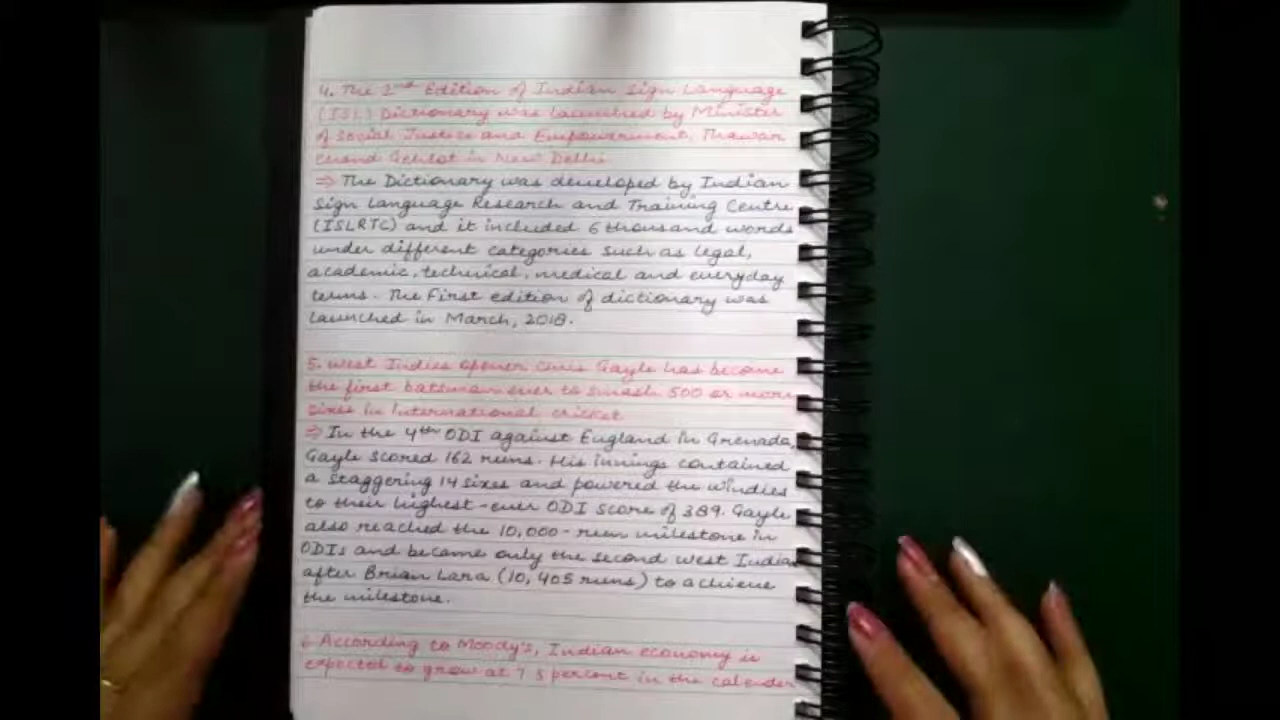 4. The 2nd Edition of Indian Sign Language
(ISL) Dictionary was launched by Minister
of Social Justice and Empowerment, Thawar
chand Gehlot in New Delhi
⇒ The Dictionary was developed by Indian
Sign Language Research and Training Centre
(ISLRTC) and it included 6 thousand words
under different categories such as legal,
academic, technical, medical and everyday
terms. The First edition of dictionary was
launched in March, 2018.
5. West Indies opener Chris Gayle has become
the first batsman ever to smash 500 or more
sixes in International cricket
⇒ In the 4th ODI against England in Grenada,
Gayle scored 162 runs. His innings contained
a staggering 14 sixes and powered the Windies
to their highest-ever ODI score of 389. Gayle
also reached the 10,000-run milestone in
ODIs and became only the second West Indian
after Brian Lara (10,405 runs) to achieve
the milestone.
6 According to Moody's, Indian economy is
expected to grow at 7 3 percent in the calender